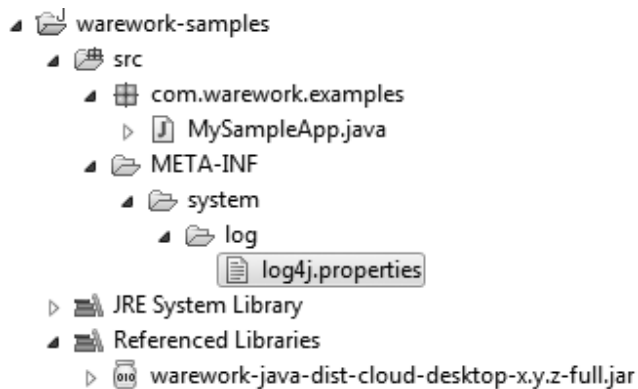 warework-samples
src
com.warework.examples
MySampleApp.java
META-INF
system
log
log4j.properties
JRE System Library
Referenced Libraries
warework-java-dist-cloud-desktop-x.y.z-full.jar